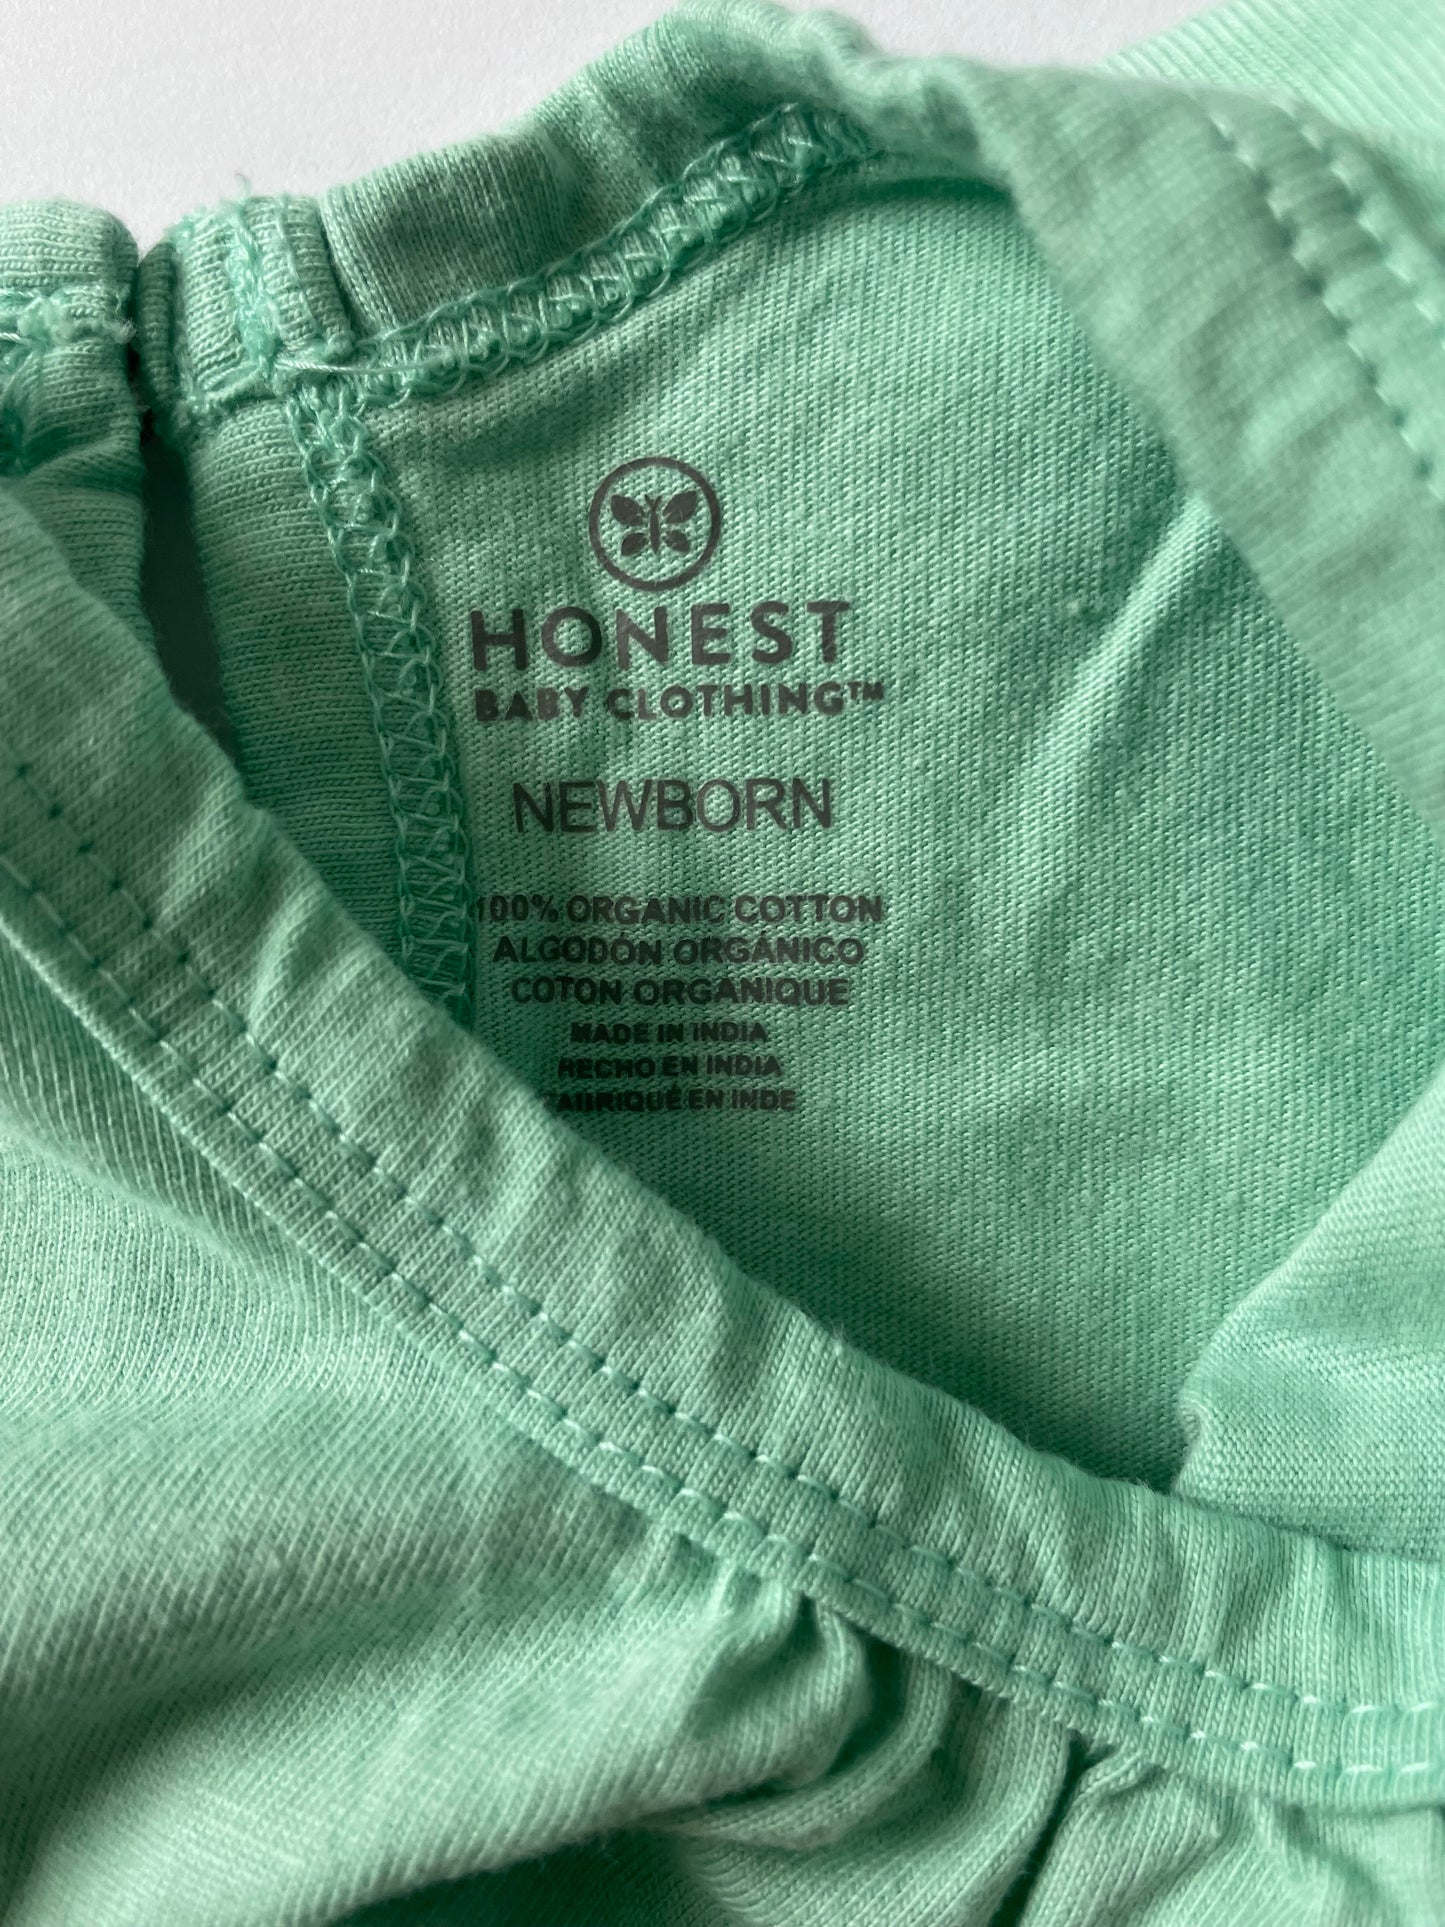 HONEST
BABY CLOTHING™
NEWBORN
100% ORGANIC COTTON
ALGODÓN ORGÁNICO
COTON ORGANIQUE
MADE IN INDIA
HECHO EN INDIA
FABRIQUÉ EN INDE